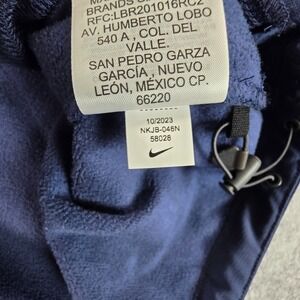 BRANDS
RFC:LBR201016RC2
AV. HUMBERTO LOBO
540 A , COL. DEL
VALLE.
SAN PEDRO GARZA
GARCÍA , NUEVO
LEÓN, MÉXICO CP.
66220
10/2023
NKJB-046N
58028